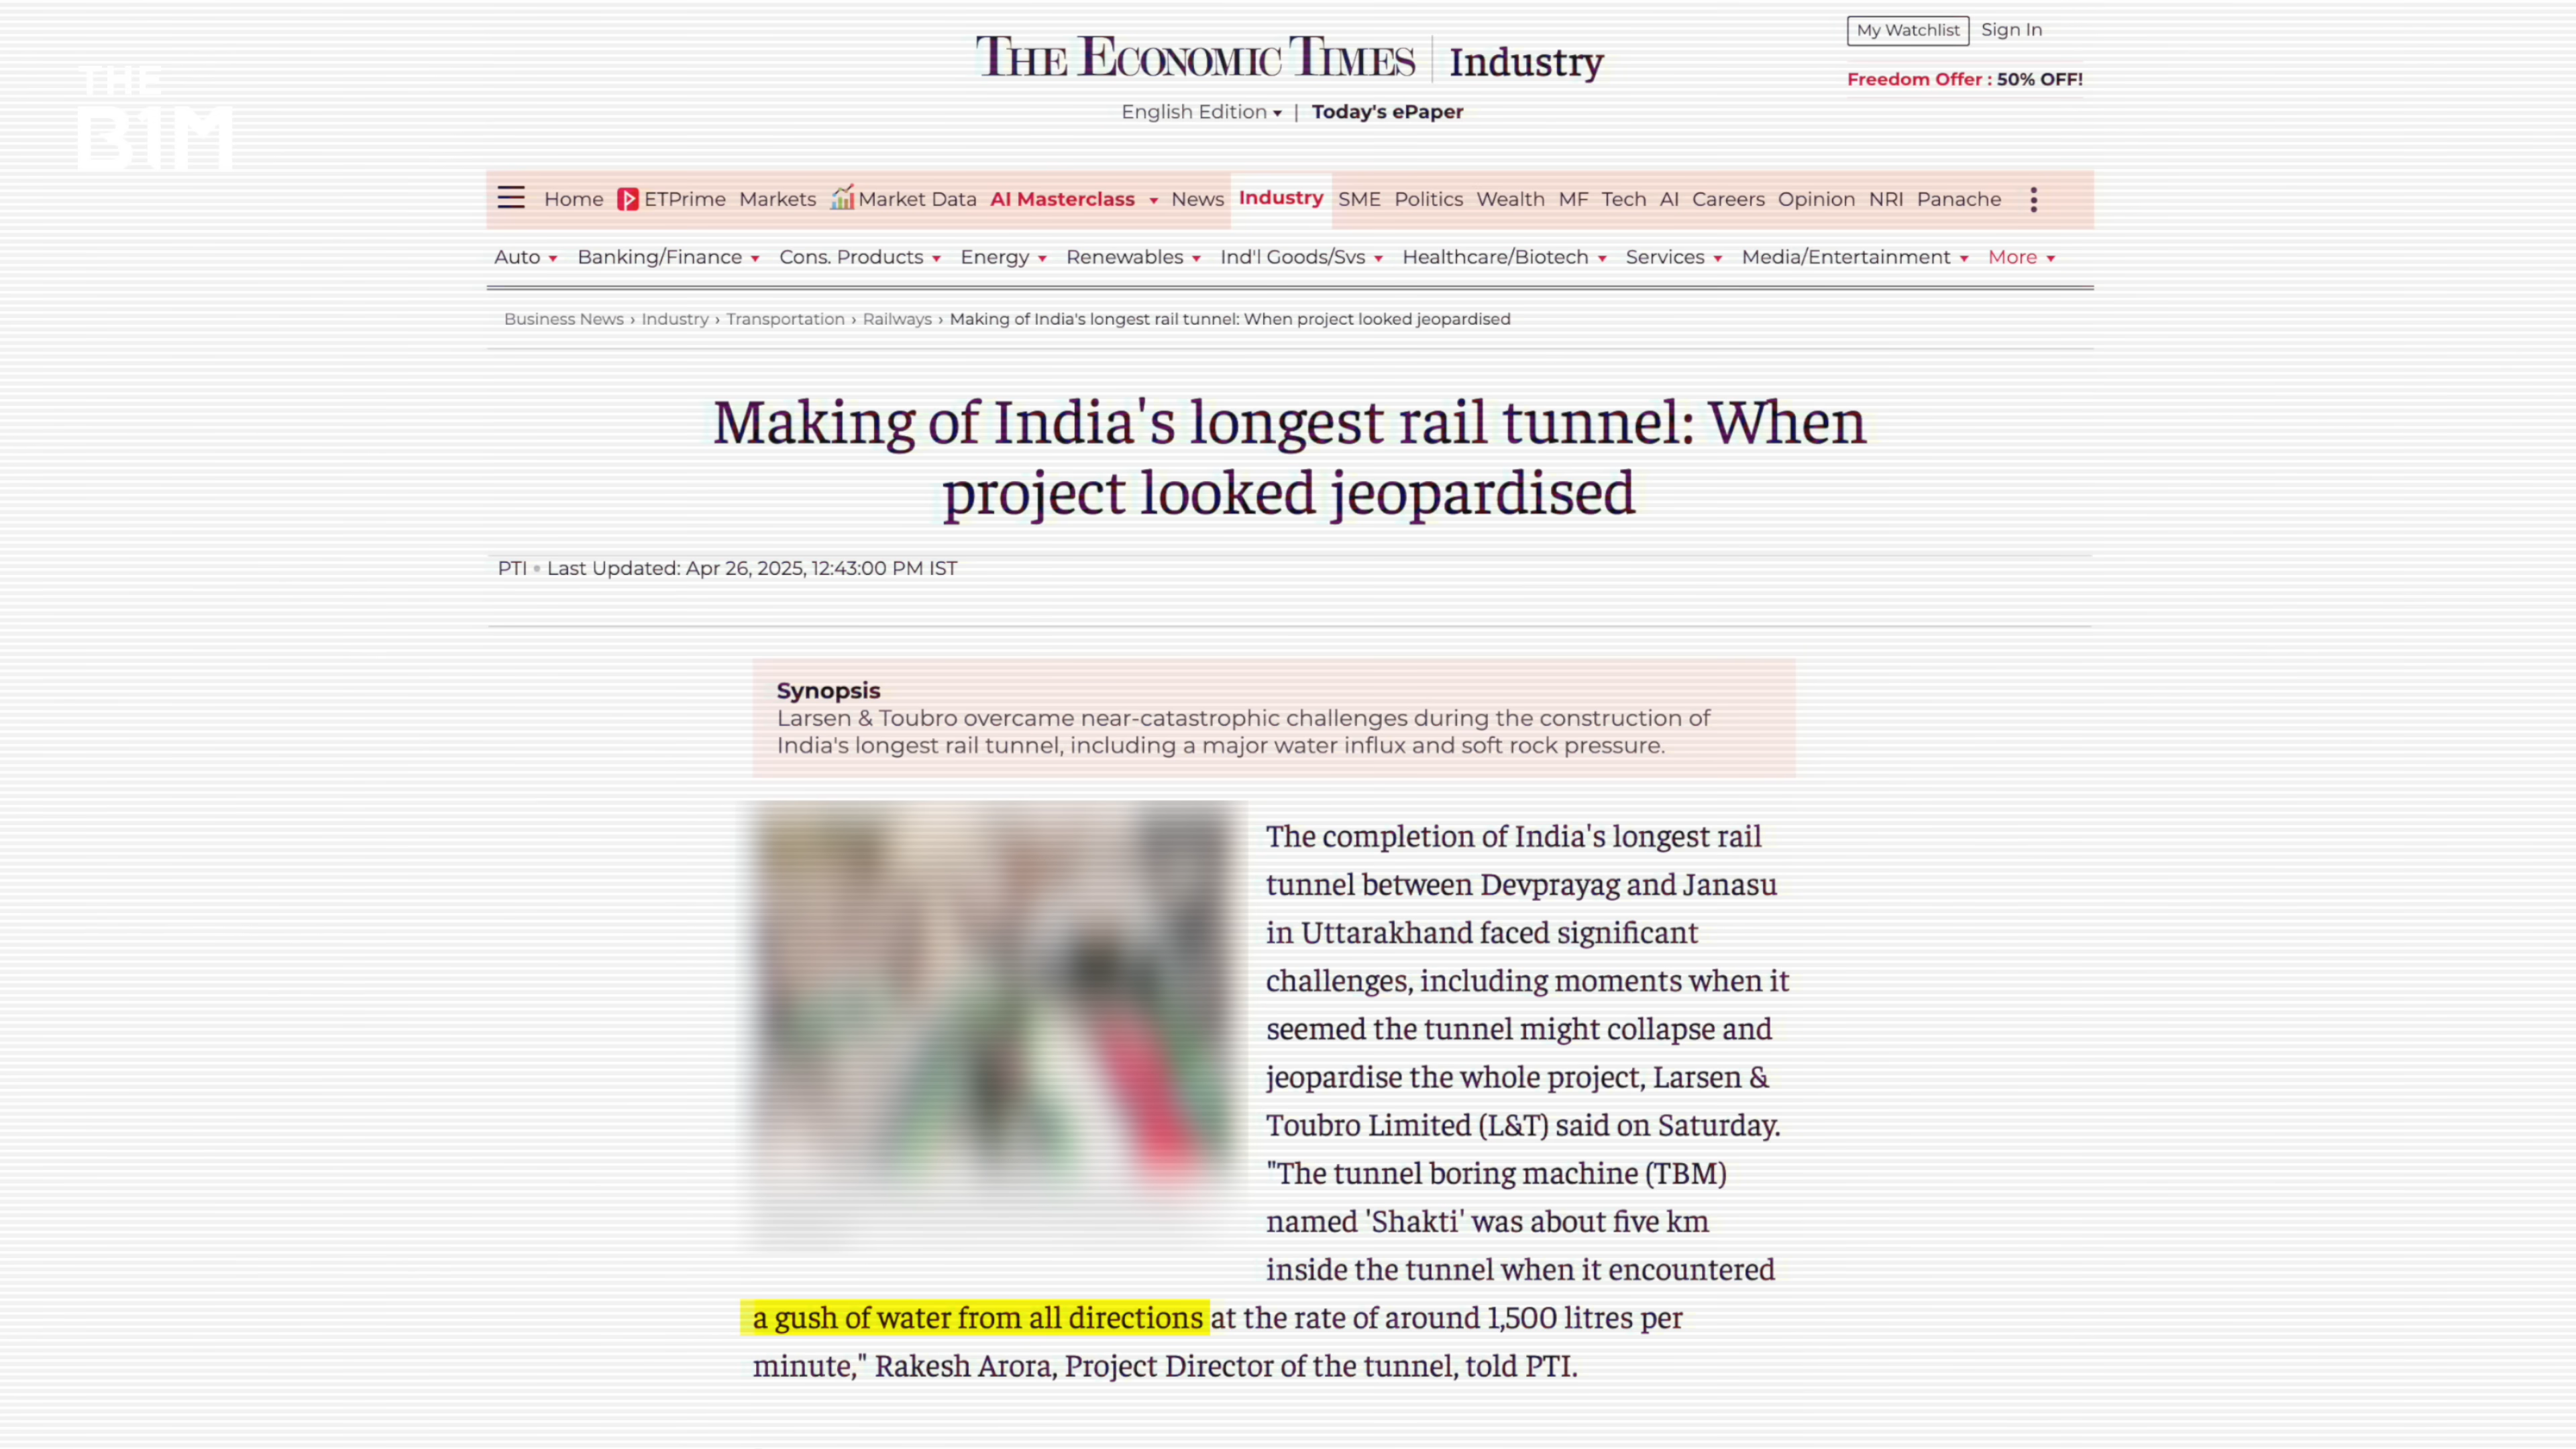 THE
B1M
THE ECONOMIC TIMES | Industry
My Watchlist Sign In
Freedom Offer : 50% OFF!
English Edition | Today's ePaper
Home ETPrime Markets Market Data AI Masterclass News Industry SME Politics Wealth MF Tech AI Careers Opinion NRI Panache
Auto Banking/Finance Cons. Products Energy Renewables Ind'l Goods/Svs Healthcare/Biotech Services Media/Entertainment More
Business News › Industry › Transportation › Railways › Making of India's longest rail tunnel: When project looked jeopardised
Making of India's longest rail tunnel: When
project looked jeopardised
PTI • Last Updated: Apr 26, 2025, 12:43:00 PM IST
Synopsis
Larsen & Toubro overcame near-catastrophic challenges during the construction of
India's longest rail tunnel, including a major water influx and soft rock pressure.
The completion of India's longest rail
tunnel between Devprayag and Janasu
in Uttarakhand faced significant
challenges, including moments when it
seemed the tunnel might collapse and
jeopardise the whole project, Larsen &
Toubro Limited (L&T) said on Saturday.
"The tunnel boring machine (TBM)
named 'Shakti' was about five km
inside the tunnel when it encountered
a gush of water from all directions at the rate of around 1,500 litres per
minute," Rakesh Arora, Project Director of the tunnel, told PTI.